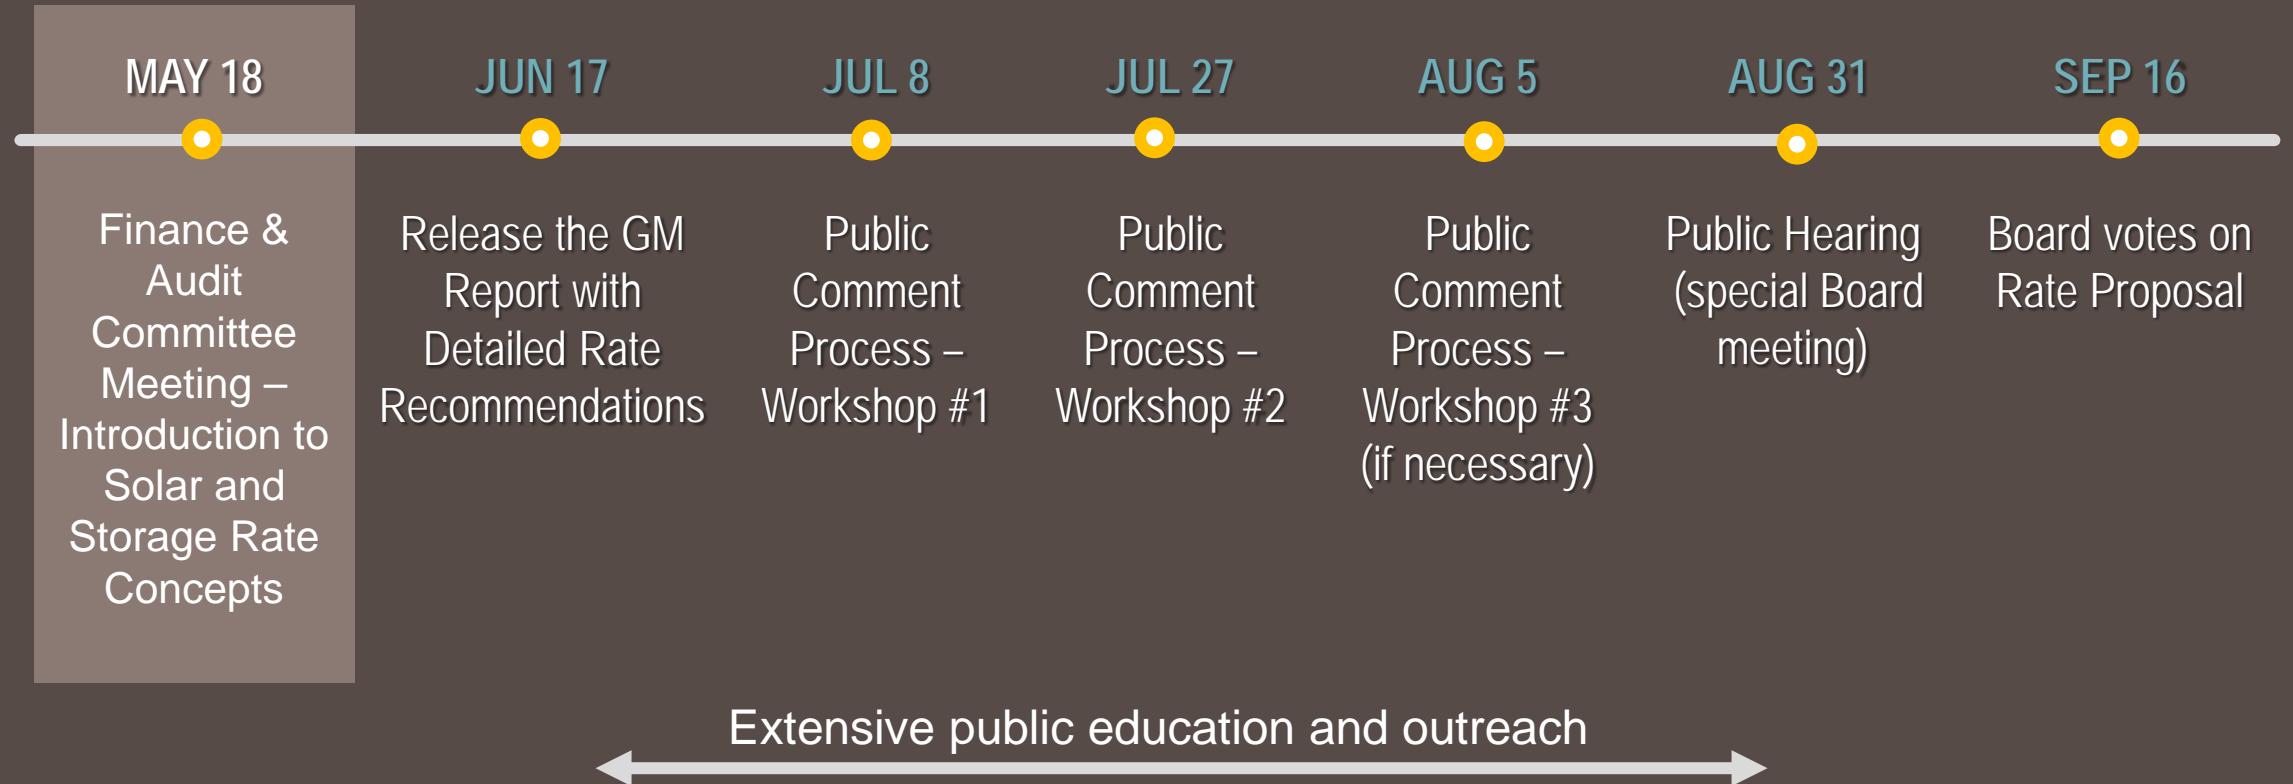 MAY 18
Finance &
Audit
Committee
Meeting –
Introduction to
Solar and
Storage Rate
Concepts
JUN 17
Release the GM
Report with
Detailed Rate
Recommendations
JUL 8
Public
Comment
Process –
Workshop #1
JUL 27
Public
Comment
Process –
Workshop #2
AUG 5
Public
Comment
Process –
Workshop #3
(if necessary)
AUG 31
Public Hearing
(special Board
meeting)
SEP 16
Board votes on
Rate Proposal
Extensive public education and outreach